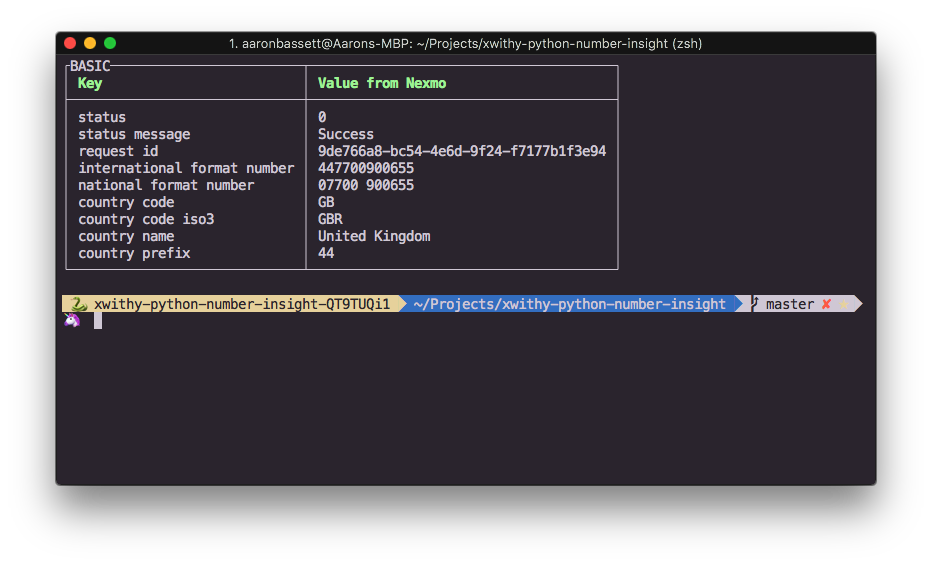 1. aaronbassett@Aarons-MBP: ~/Projects/xwithy-python-number-insight (zsh)
BASIC
Key Value from Nexmo
status 0
status message Success
request id 9de766a8-bc54-4e6d-9f24-f7177b1f3e94
international format number 447700900655
national format number 07700 900655
country code GB
country code iso3 GBR
country name United Kingdom
country prefix 44
xwithy-python-number-insight-QT9TUQi1 ~/Projects/xwithy-python-number-insight master ✘